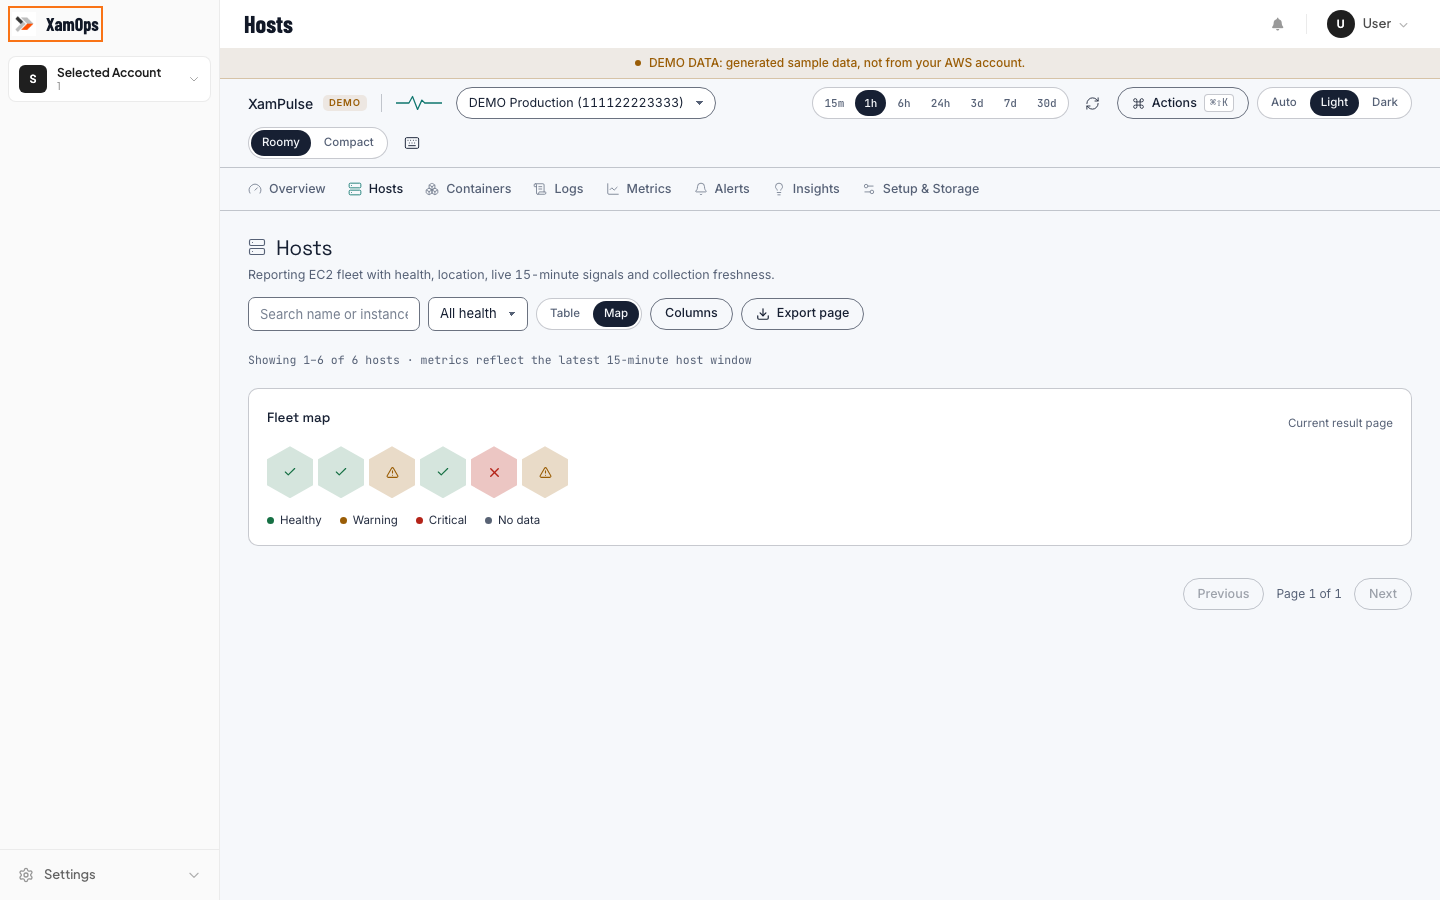 XamOps
Hosts
U
User
S
Selected Account
1
DEMO DATA: generated sample data, not from your AWS account.
XamPulse
DEMO
DEMO Production (111122223333)
15m
1h
6h
24h
3d
7d
30d
Actions
⌘⇧K
Auto
Light
Dark
Roomy
Compact
Overview
Hosts
Containers
Logs
Metrics
Alerts
Insights
Setup & Storage
Hosts
Reporting EC2 fleet with health, location, live 15-minute signals and collection freshness.
Search name or instance
All health
Table
Map
Columns
Export page
Showing 1–6 of 6 hosts · metrics reflect the latest 15-minute host window
Fleet map
Current result page
Healthy
Warning
Critical
No data
Previous
Page 1 of 1
Next
Settings